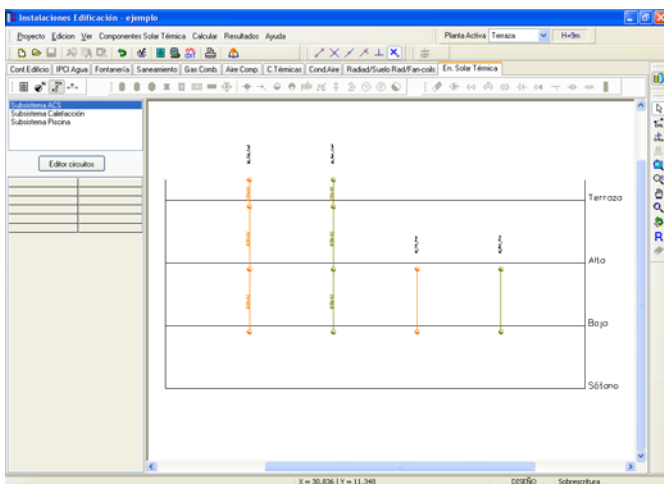 Instalaciones Edificación - ejemplo
Proyecto Edicion Ver Componentes Solar Térmica Calcular Resultados Ayuda
Planta Activa Terraza H=9m
Conf.Edificio IPCI Agua Fontanería Saneamiento Gas Comb. Aire Comp. C.Térmicas Cond.Aire Radiad/Suelo Rad/Fan-coils En. Solar Térmica
Subsistema ACS
Subsistema Calefacción
Subsistema Piscina
Editor circuitos
Terraza
Alta
Baja
Sótano
R
X = 30.836 | Y = 11.348
DISEÑO Sobrescritura